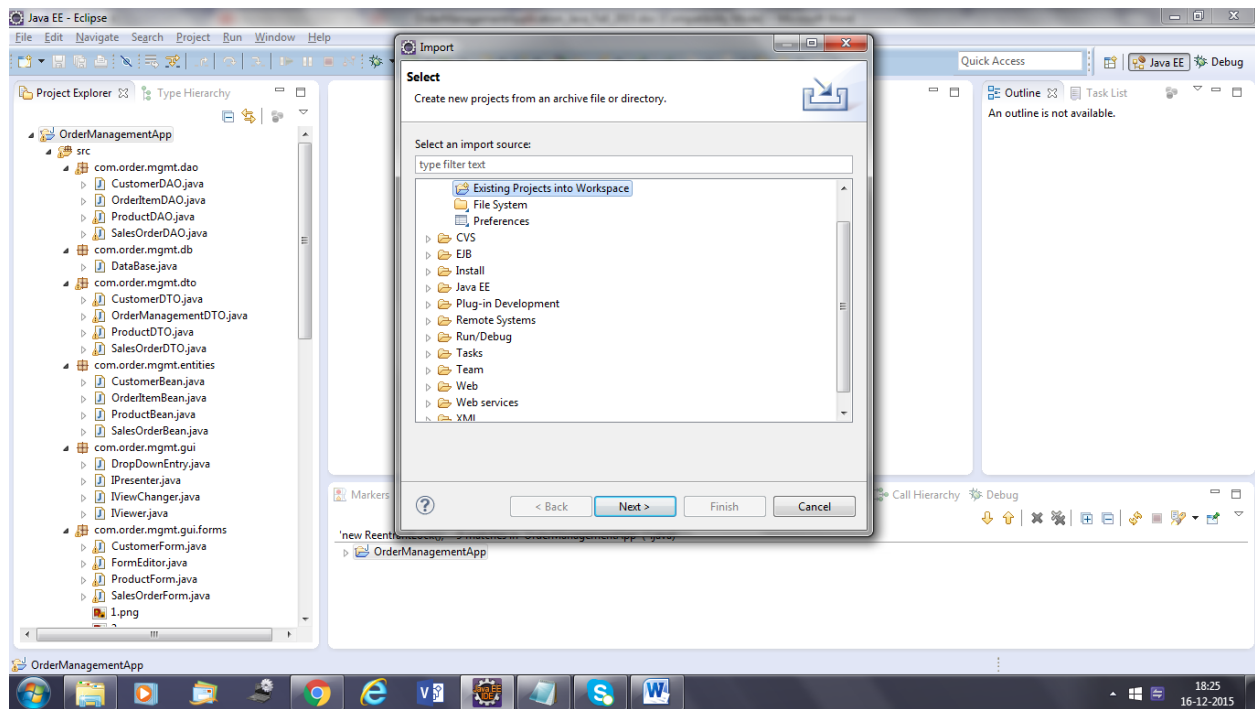 Java EE - Eclipse
File Edit Navigate Search Project Run Window Help
Quick Access
Java EE
Debug
Project Explorer
Type Hierarchy
OrderManagementApp
src
com.order.mgmt.dao
CustomerDAO.java
OrderItemDAO.java
ProductDAO.java
SalesOrderDAO.java
com.order.mgmt.db
DataBase.java
com.order.mgmt.dto
CustomerDTO.java
OrderManagementDTO.java
ProductDTO.java
SalesOrderDTO.java
com.order.mgmt.entities
CustomerBean.java
OrderItemBean.java
ProductBean.java
SalesOrderBean.java
com.order.mgmt.gui
DropDownEntry.java
IPresenter.java
IViewChanger.java
IViewer.java
com.order.mgmt.gui.forms
CustomerForm.java
FormEditor.java
ProductForm.java
SalesOrderForm.java
1.png
Import
Select
Create new projects from an archive file or directory.
Select an import source:
type filter text
Existing Projects into Workspace
File System
Preferences
CVS
EJB
Install
Java EE
Plug-in Development
Remote Systems
Run/Debug
Tasks
Team
Web
Web services
XML
?
< Back
Next >
Finish
Cancel
Outline
Task List
An outline is not available.
Markers
Call Hierarchy
Debug
'new Reentr
OrderManagementApp
OrderManagementApp
18:25
16-12-2015